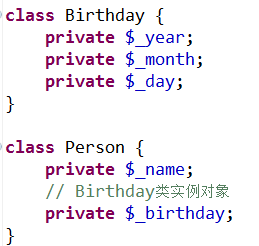 class Birthday {
    private $_year;
    private $_month;
    private $_day;
}
class Person {
    private $_name;
    // Birthday类实例对象
    private $_birthday;
}